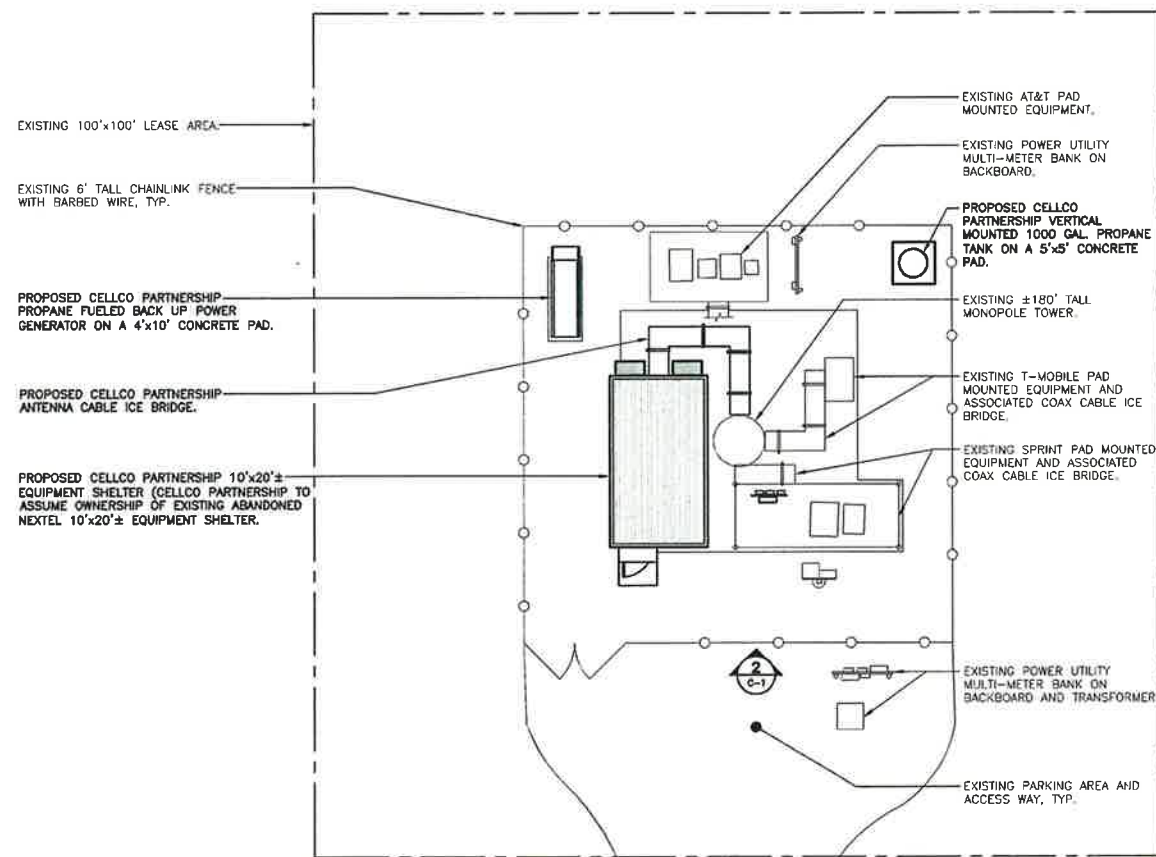 EXISTING 100'x100' LEASE AREA.
EXISTING 6' TALL CHAINLINK FENCE
WITH BARBED WIRE, TYP.
PROPOSED CELLCO PARTNERSHIP
PROPANE FUELED BACK UP POWER
GENERATOR ON A 4'x10' CONCRETE PAD.
PROPOSED CELLCO PARTNERSHIP
ANTENNA CABLE ICE BRIDGE.
PROPOSED CELLCO PARTNERSHIP 10'x20'±
EQUIPMENT SHELTER (CELLCO PARTNERSHIP TO
ASSUME OWNERSHIP OF EXISTING ABANDONED
NEXTEL 10'x20'± EQUIPMENT SHELTER.
EXISTING AT&T PAD
MOUNTED EQUIPMENT.
EXISTING POWER UTILITY
MULTI-METER BANK ON
BACKBOARD.
PROPOSED CELLCO
PARTNERSHIP VERTICAL
MOUNTED 1000 GAL. PROPANE
TANK ON A 5'x5' CONCRETE
PAD.
EXISTING ±180' TALL
MONOPOLE TOWER.
EXISTING T-MOBILE PAD
MOUNTED EQUIPMENT AND
ASSOCIATED COAX CABLE ICE
BRIDGE.
EXISTING SPRINT PAD MOUNTED
EQUIPMENT AND ASSOCIATED
COAX CABLE ICE BRIDGE.
2
C-1
EXISTING POWER UTILITY
MULTI-METER BANK ON
BACKBOARD AND TRANSFORMER
EXISTING PARKING AREA AND
ACCESS WAY, TYP.